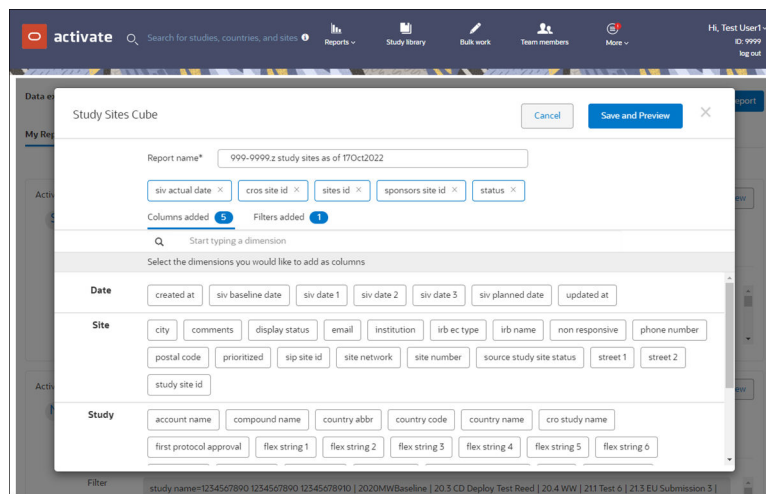 activate Search for studies, countries, and sites Reports Study library Bulk work Team members More Hi, Test User1
ID: 9999
log out
Study Sites Cube Cancel Save and Preview
Report name* 999-9999.z study sites as of 17Oct2022
siv actual date × cros site id × sites id × sponsors site id × status ×
Columns added 5 Filters added 1
Start typing a dimension
Select the dimensions you would like to add as columns
Date created at siv baseline date siv date 1 siv date 2 siv date 3 siv planned date updated at
Site city comments display status email institution irb ec type irb name non responsive phone number
postal code prioritized sip site id site network site number source study site status street 1 street 2
study site id
Study account name compound name country abbr country code country name cro study name
first protocol approval flex string 1 flex string 2 flex string 3 flex string 4 flex string 5 flex string 6
Filter study name=1234567890 1234567890 12345678910 | 2020MWBaseline | 20.3 CD Deploy Test Reed | 20.4 WW | 21.1 Test 6 | 21.3 EU Submission 3 |